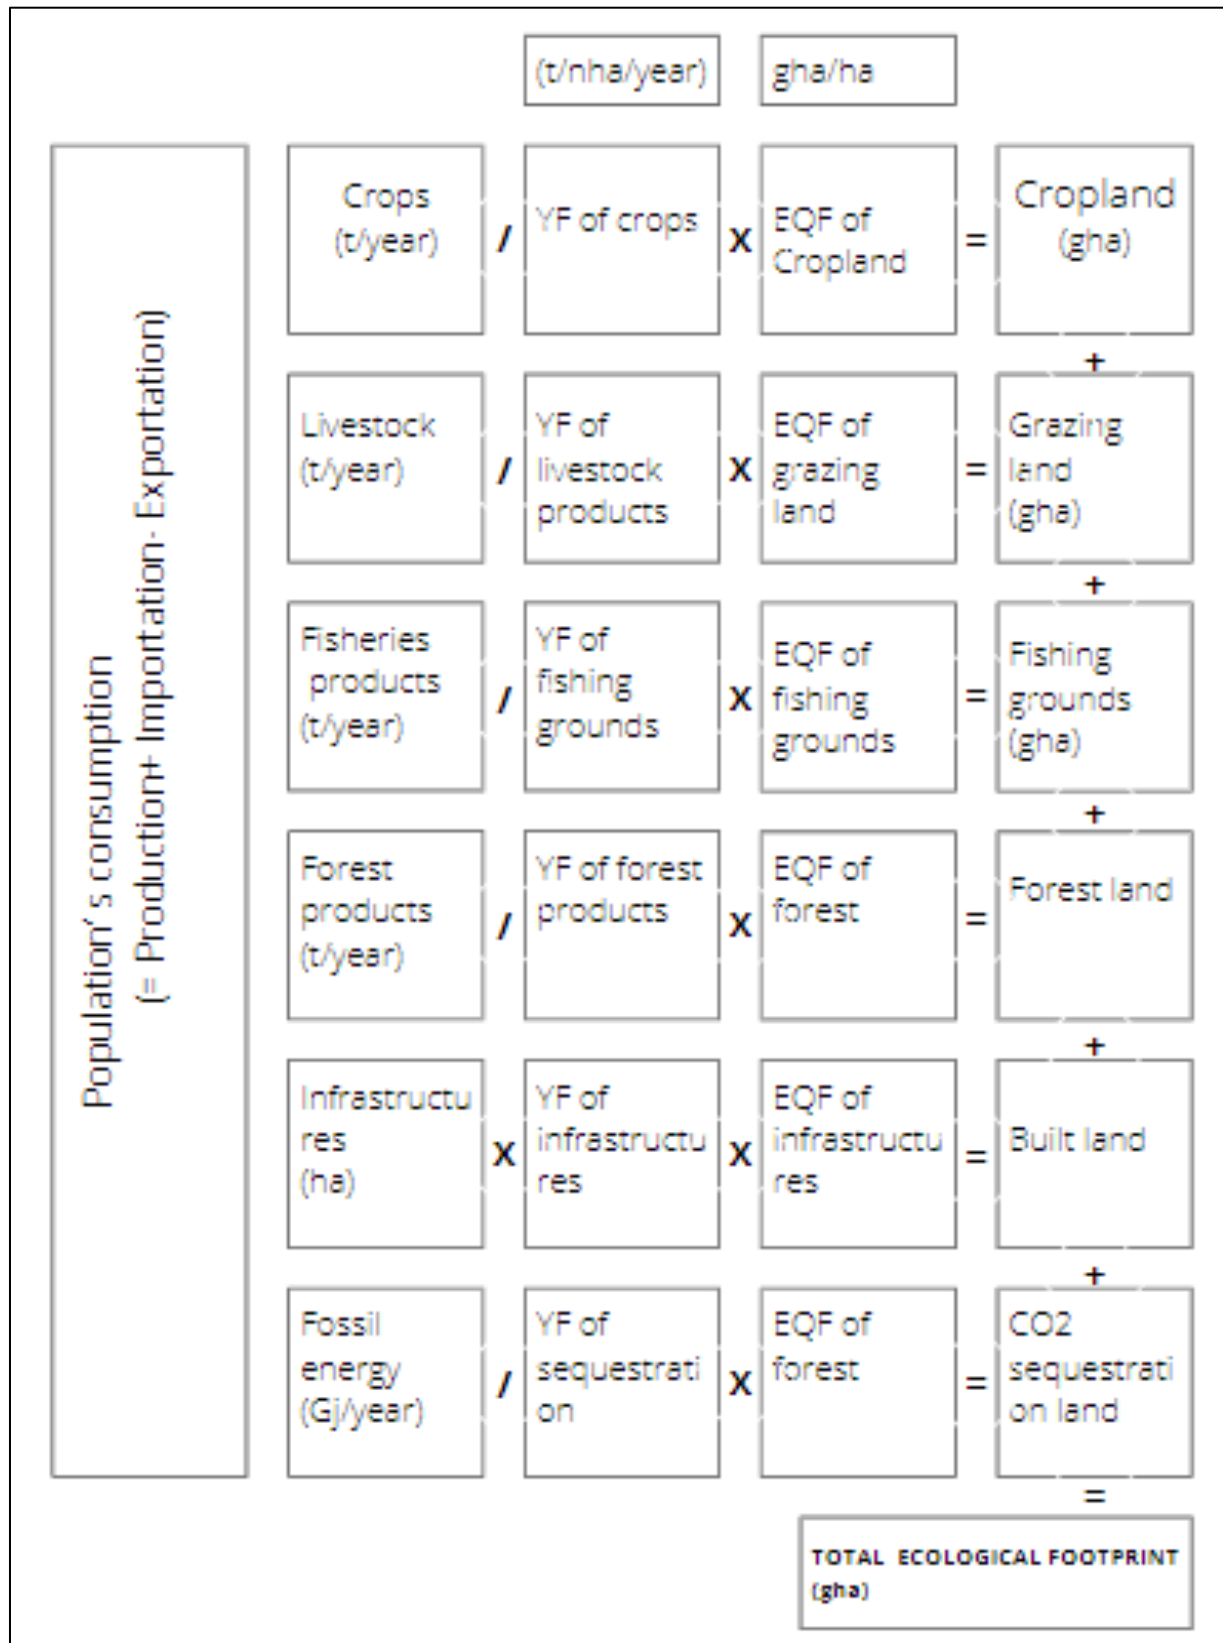 (t/nha/year)
gha/ha
Population's consumption
(= Production+ Importation- Exportation)
Crops
(t/year)
/
YF of crops
X
EQF of
Cropland
=
Cropland
(gha)
+
Livestock
(t/year)
/
YF of
livestock
products
X
EQF of
grazing
land
=
Grazing
land
(gha)
+
Fisheries
products
(t/year)
/
YF of
fishing
grounds
X
EQF of
fishing
grounds
=
Fishing
grounds
(gha)
+
Forest
products
(t/year)
/
YF of forest
products
X
EQF of
forest
=
Forest land
+
Infrastructu
res
(ha)
X
YF of
infrastructu
res
X
EQF of
infrastructu
res
=
Built land
+
Fossil
energy
(Gj/year)
/
YF of
sequestrati
on
X
EQF of
forest
=
CO2
sequestrati
on land
=
TOTAL ECOLOGICAL FOOTPRINT
(gha)